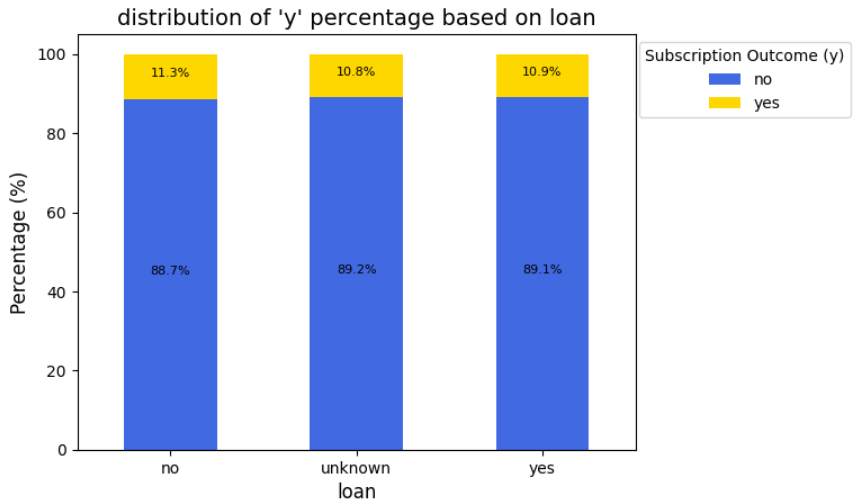 distribution of 'y' percentage based on loan
Percentage (%)
100
80
60
40
20
0
11.3%
10.8%
10.9%
88.7%
89.2%
89.1%
no
unknown
yes
loan
Subscription Outcome (y)
no
yes